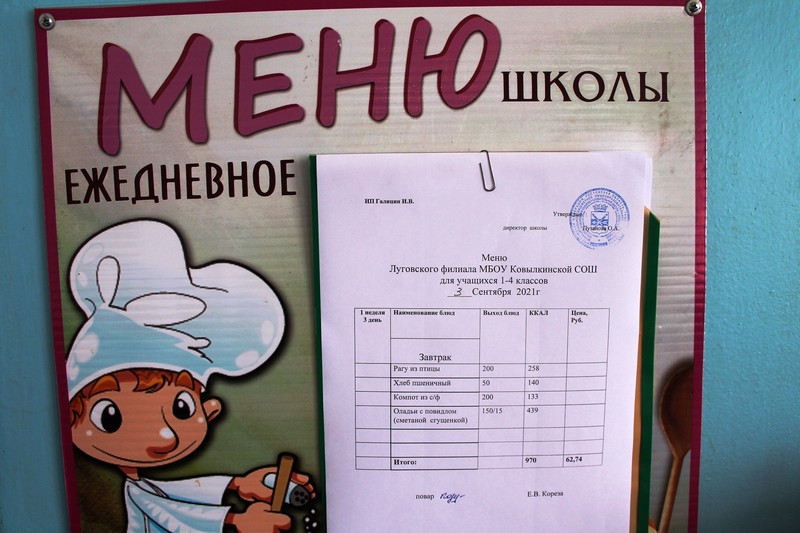 МЕНЮ
ШКОЛЫ
ЕЖЕДНЕВНОЕ
ИП Галицин И.В.
директор школы
Меню
Луговского филиала МБОУ Ковылкинской СОШ
для учащихся 1-4 классов
3 Сентября 2021г
1 неделя 3 день Наименование блюд Выход блюд ККАЛ Цена, Руб.
Завтрак
Рагу из птицы 200 258
Хлеб пшеничный 50 140
Компот из с/ф 200 133
Оладьи с повидлом 150/15 439
(сметаной сгущенкой)
Итого: 970 62,74
повар Е.В. Кореза